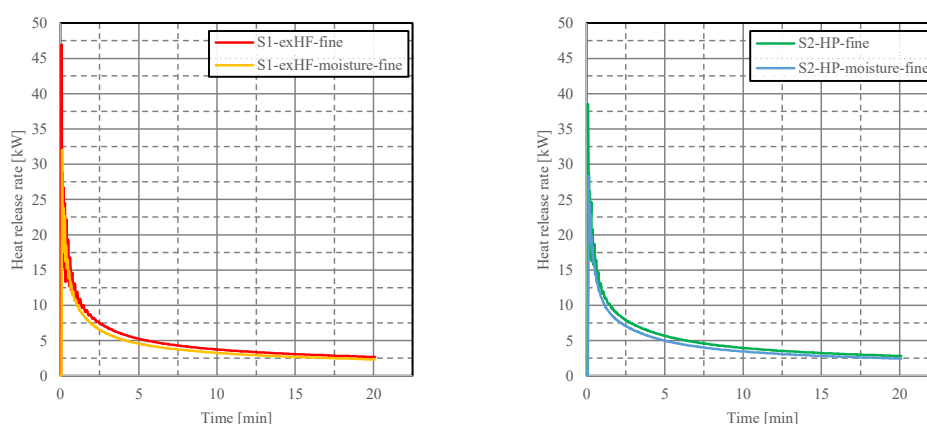 50
45
40
35
30
25
20
15
10
5
0
Heat release rate [kW]
S1-exHF-fine
S1-exHF-moisture-fine
0 5 10 15 20
Time [min]
50
45
40
35
30
25
20
15
10
5
0
Heat release rate [kW]
S2-HP-fine
S2-HP-moisture-fine
0 5 10 15 20
Time [min]